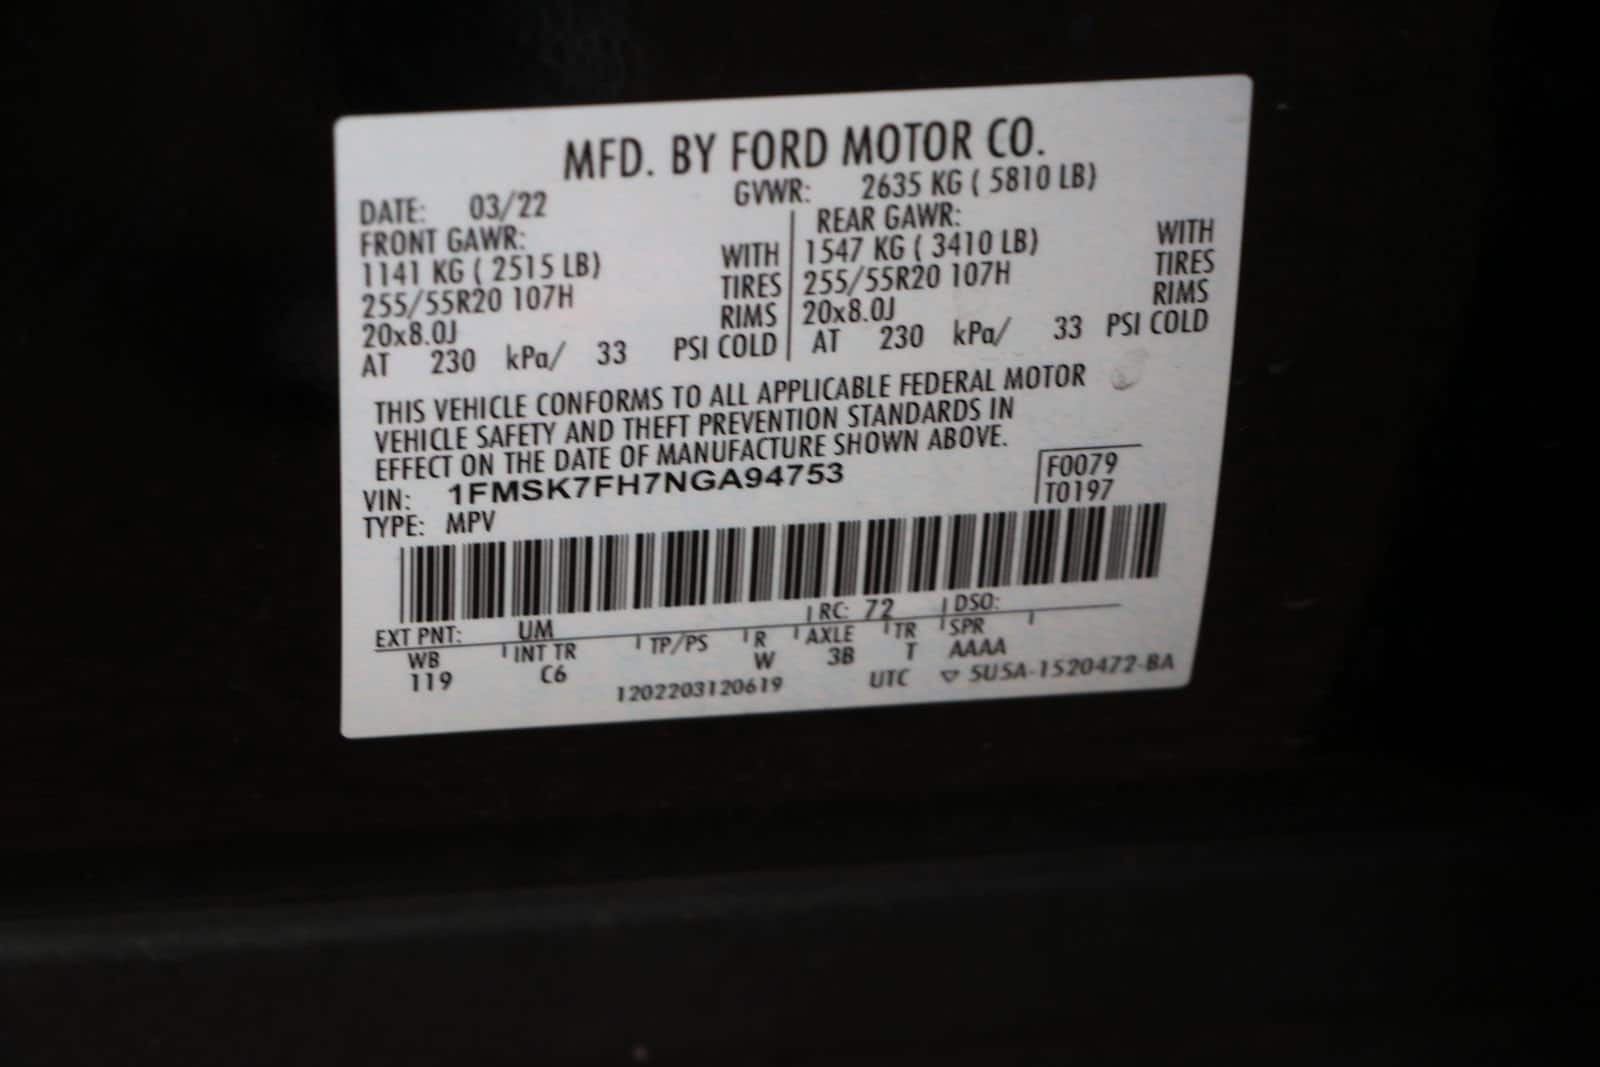 MFD. BY FORD MOTOR CO.
DATE: 03/22 GVWR: 2635 KG ( 5810 LB)
FRONT GAWR: REAR GAWR:
1141 KG ( 2515 LB) WITH 1547 KG ( 3410 LB) WITH
255/55R20 107H TIRES 255/55R20 107H TIRES
20x8.0J RIMS 20x8.0J RIMS
AT 230 kPa/ 33 PSI COLD AT 230 kPa/ 33 PSI COLD
THIS VEHICLE CONFORMS TO ALL APPLICABLE FEDERAL MOTOR
VEHICLE SAFETY AND THEFT PREVENTION STANDARDS IN
EFFECT ON THE DATE OF MANUFACTURE SHOWN ABOVE.
VIN: 1FMSK7FH7NGA94753 F0079
TYPE: MPV T0197
EXT PNT: UM RC: 72 DSO:
WB INT TR TP/PS R AXLE TR SPR
119 C6 W 3B T AAAA
1202203120619 UTC ▽ 5U5A-1520472-BA